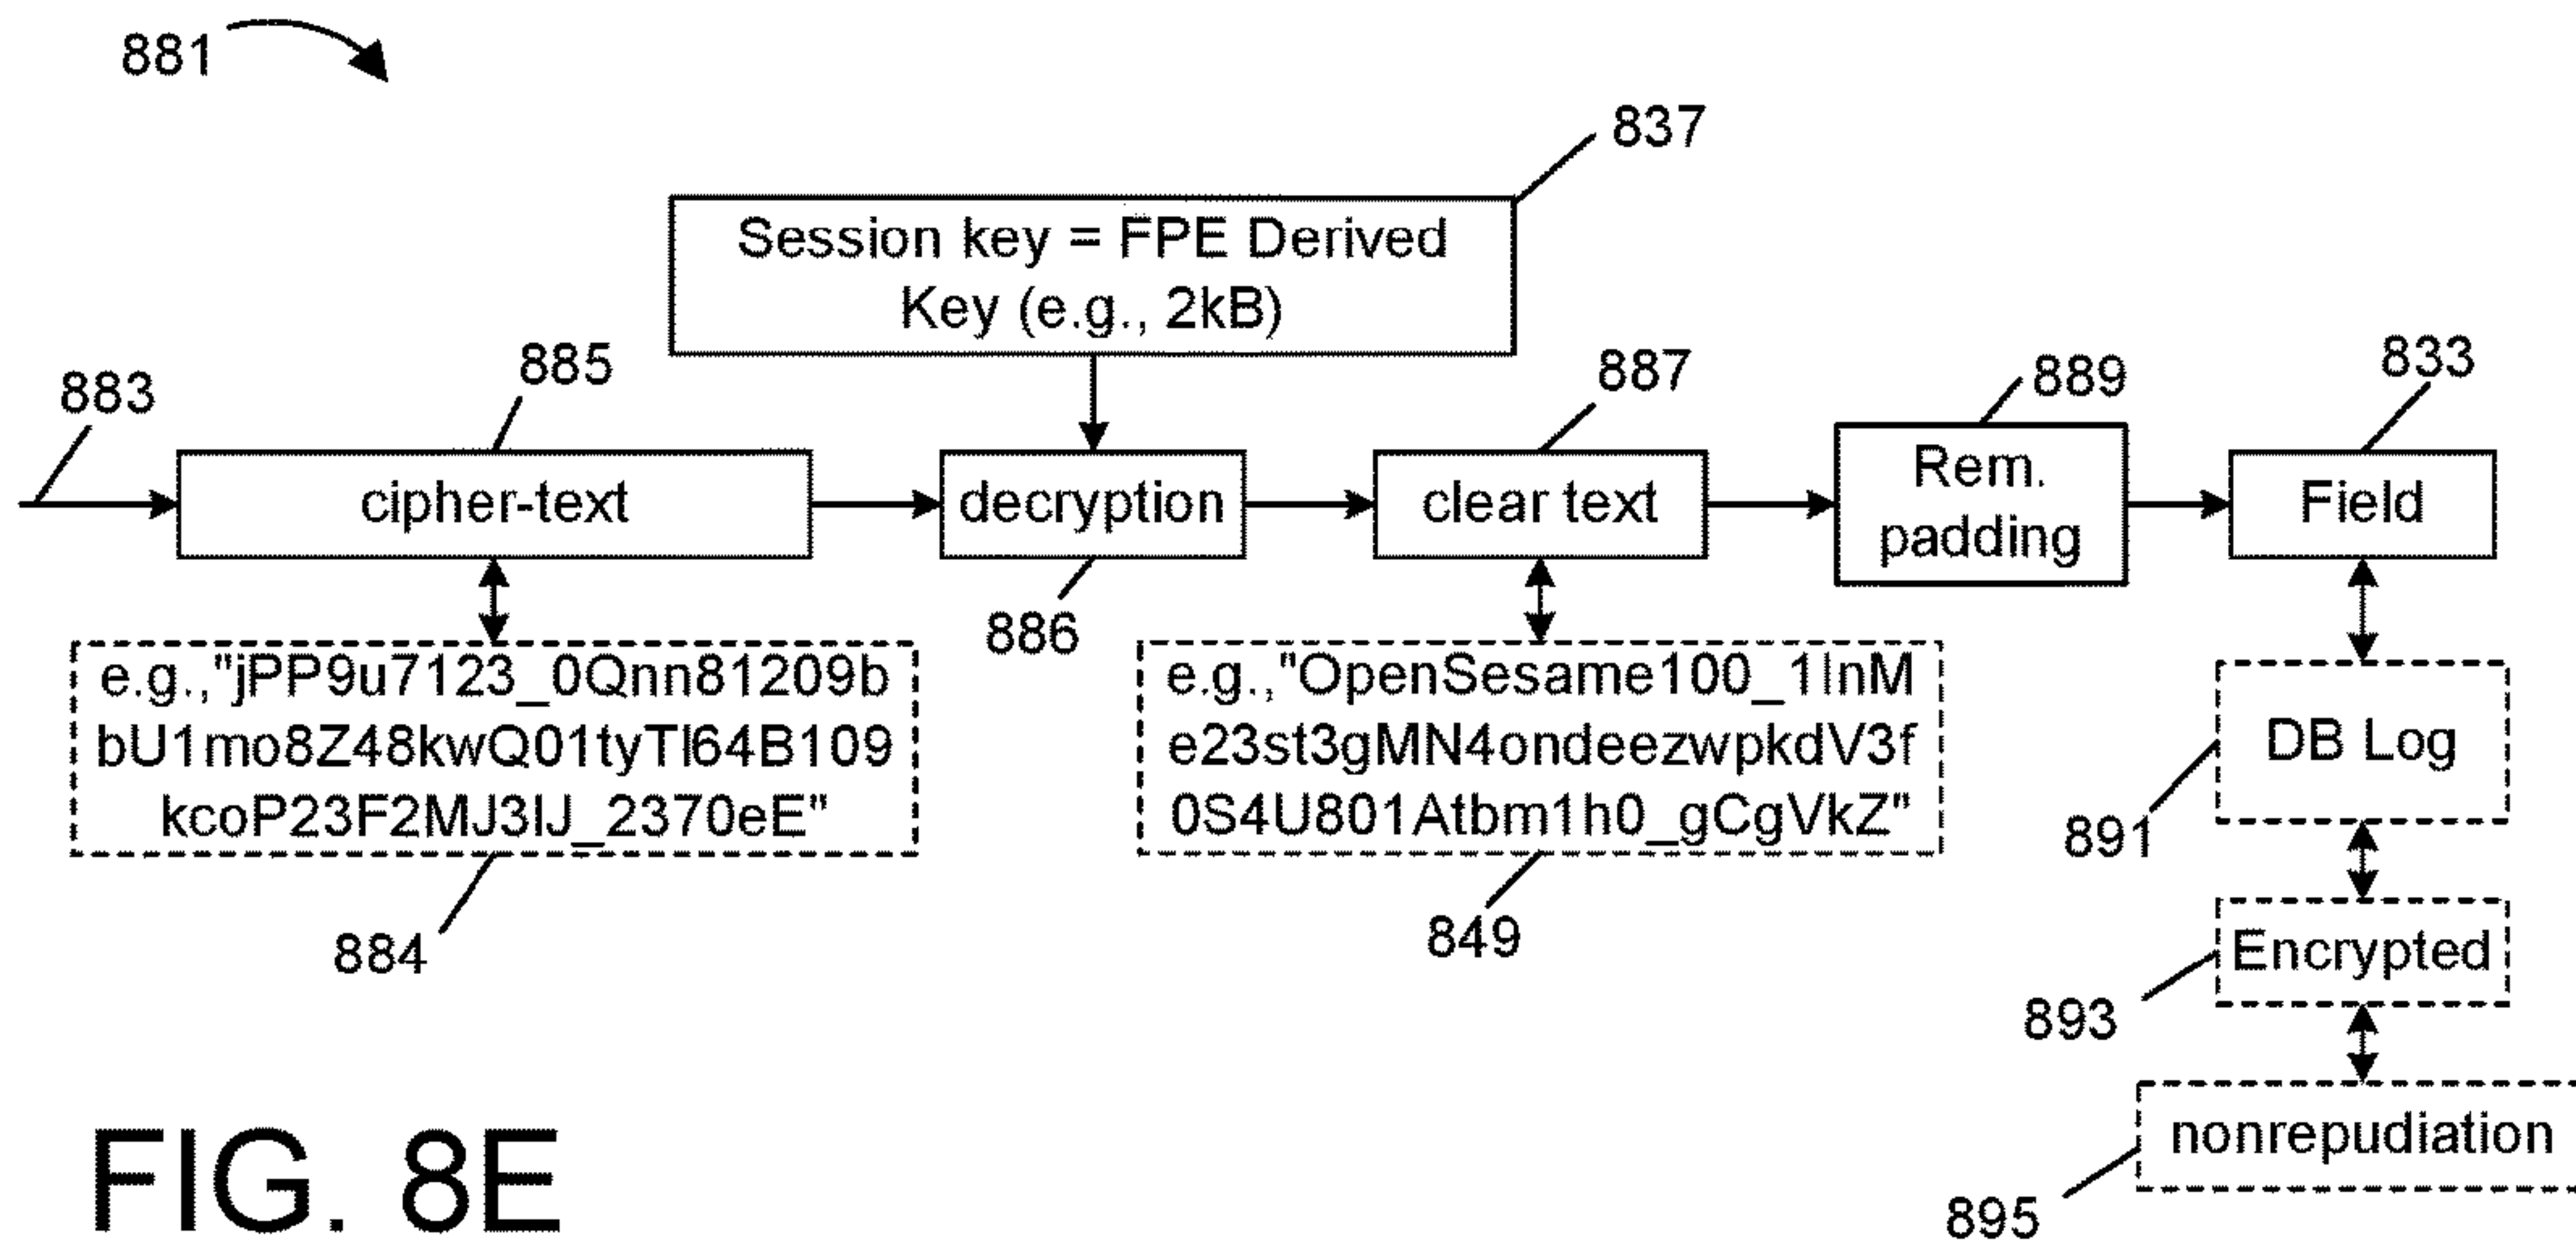 881
837
Session key = FPE Derived
Key (e.g., 2kB)
883
885
887
889
833
cipher-text
decryption
clear text
Rem.
padding
Field
886
e.g.,"jPP9u7123_0Qnn81209b
bU1mo8Z48kwQ01tyTl64B109
kcoP23F2MJ3lJ_2370eE"
884
e.g.,"OpenSesame100_1InM
e23st3gMN4ondeezwpkdV3f
0S4U801Atbm1h0_gCgVkZ"
849
DB Log
891
Encrypted
893
nonrepudiation
895
FIG. 8E